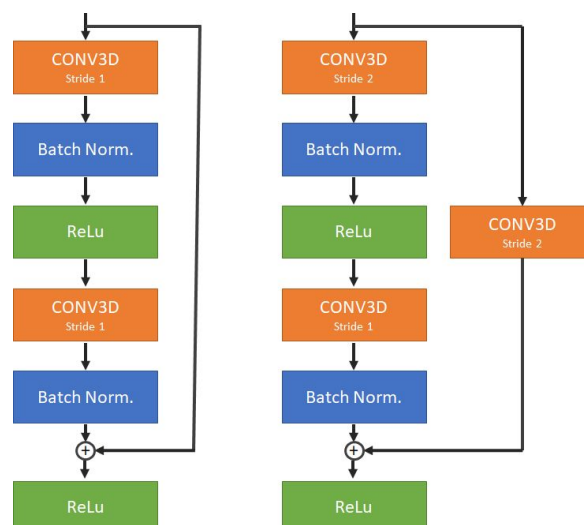 CONV3D
Stride 1
Batch Norm.
ReLu
CONV3D
Stride 1
Batch Norm.
+
ReLu
CONV3D
Stride 2
Batch Norm.
ReLu
CONV3D
Stride 1
Batch Norm.
+
ReLu
CONV3D
Stride 2